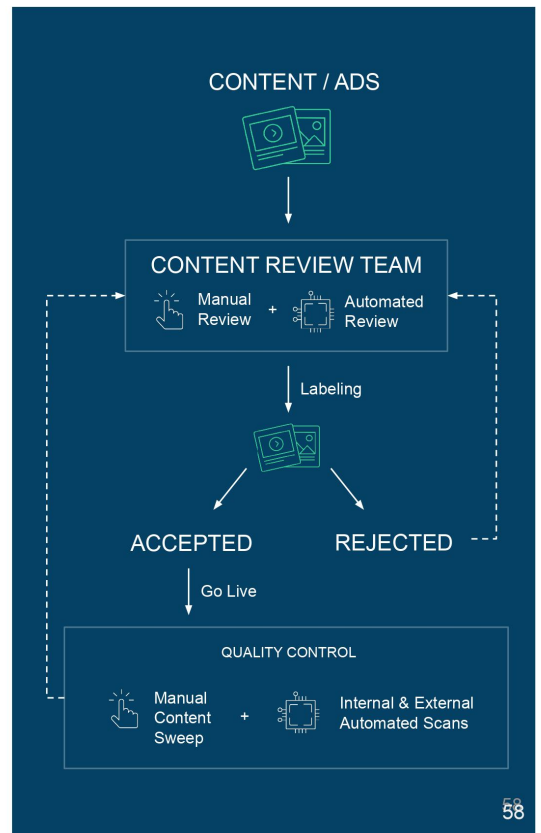 CONTENT / ADS
CONTENT REVIEW TEAM
Manual
Review
+
Automated
Review
Labeling
ACCEPTED
REJECTED
Go Live
QUALITY CONTROL
Manual
Content
Sweep
+
Internal & External
Automated Scans
58
58